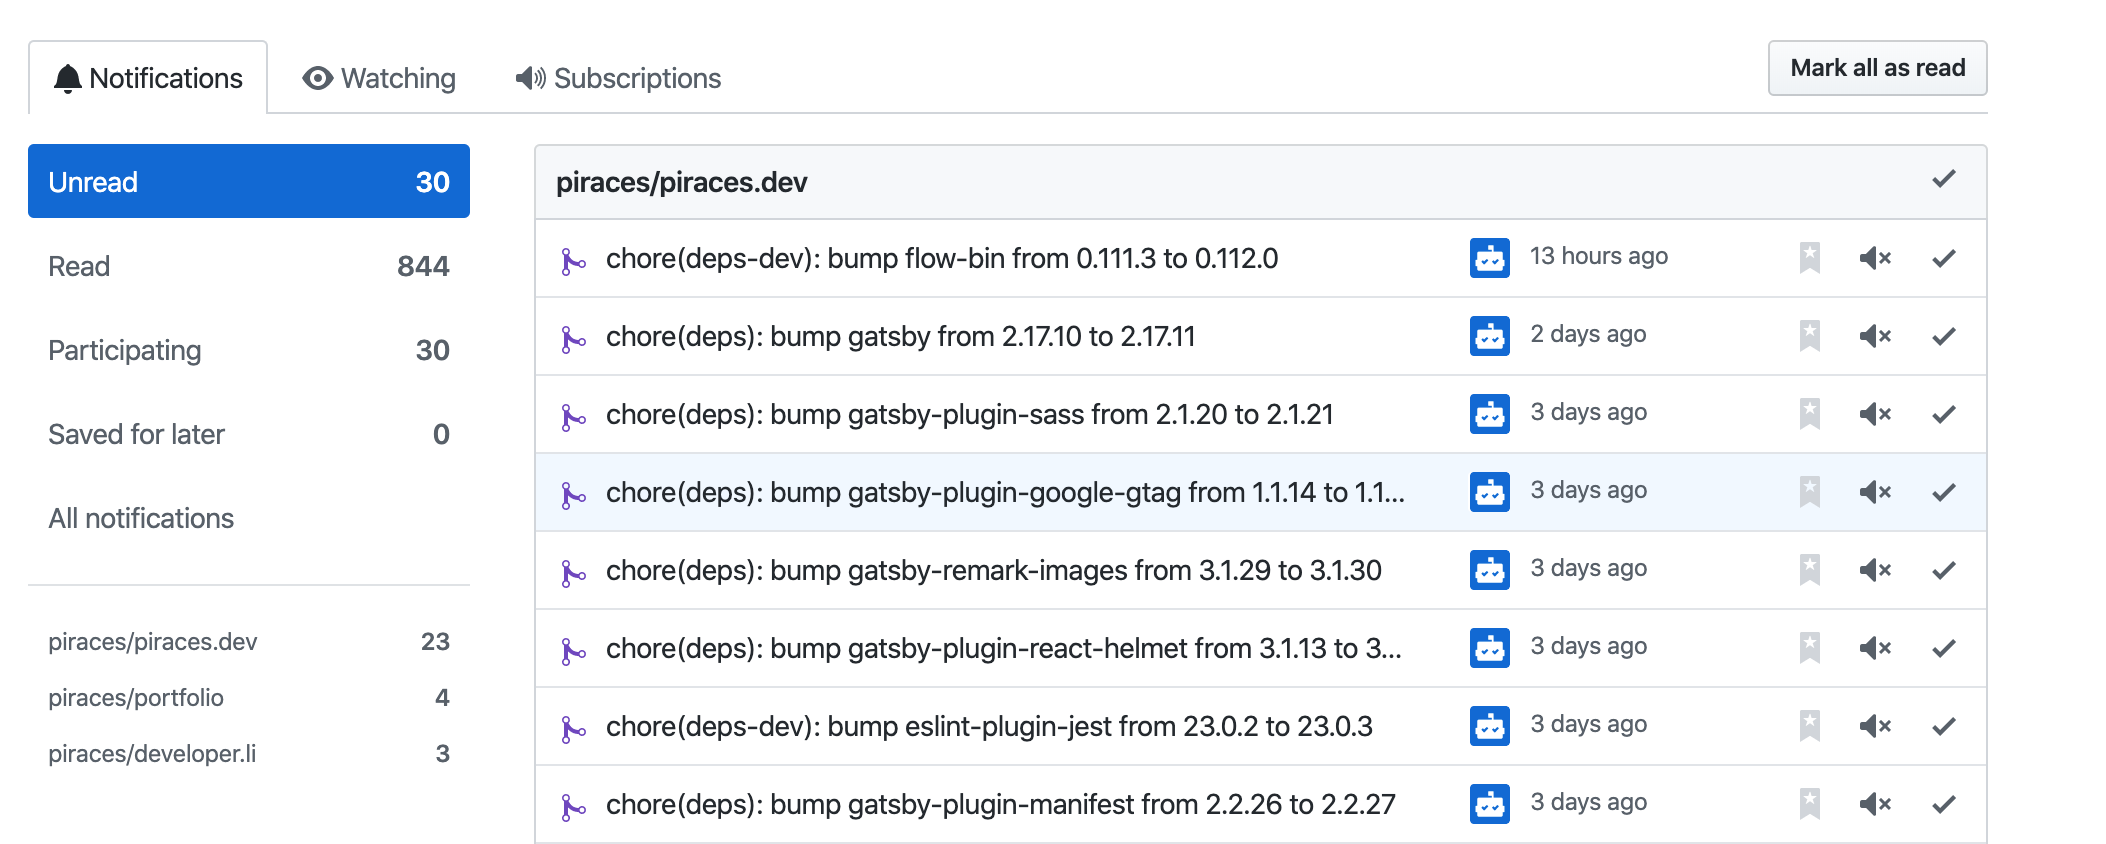 Notifications Watching Subscriptions Mark all as read
Unread 30
Read 844
Participating 30
Saved for later 0
All notifications
piraces/piraces.dev 23
piraces/portfolio 4
piraces/developer.li 3
piraces/piraces.dev
chore(deps-dev): bump flow-bin from 0.111.3 to 0.112.0 13 hours ago
chore(deps): bump gatsby from 2.17.10 to 2.17.11 2 days ago
chore(deps): bump gatsby-plugin-sass from 2.1.20 to 2.1.21 3 days ago
chore(deps): bump gatsby-plugin-google-gtag from 1.1.14 to 1.1... 3 days ago
chore(deps): bump gatsby-remark-images from 3.1.29 to 3.1.30 3 days ago
chore(deps): bump gatsby-plugin-react-helmet from 3.1.13 to 3... 3 days ago
chore(deps-dev): bump eslint-plugin-jest from 23.0.2 to 23.0.3 3 days ago
chore(deps): bump gatsby-plugin-manifest from 2.2.26 to 2.2.27 3 days ago